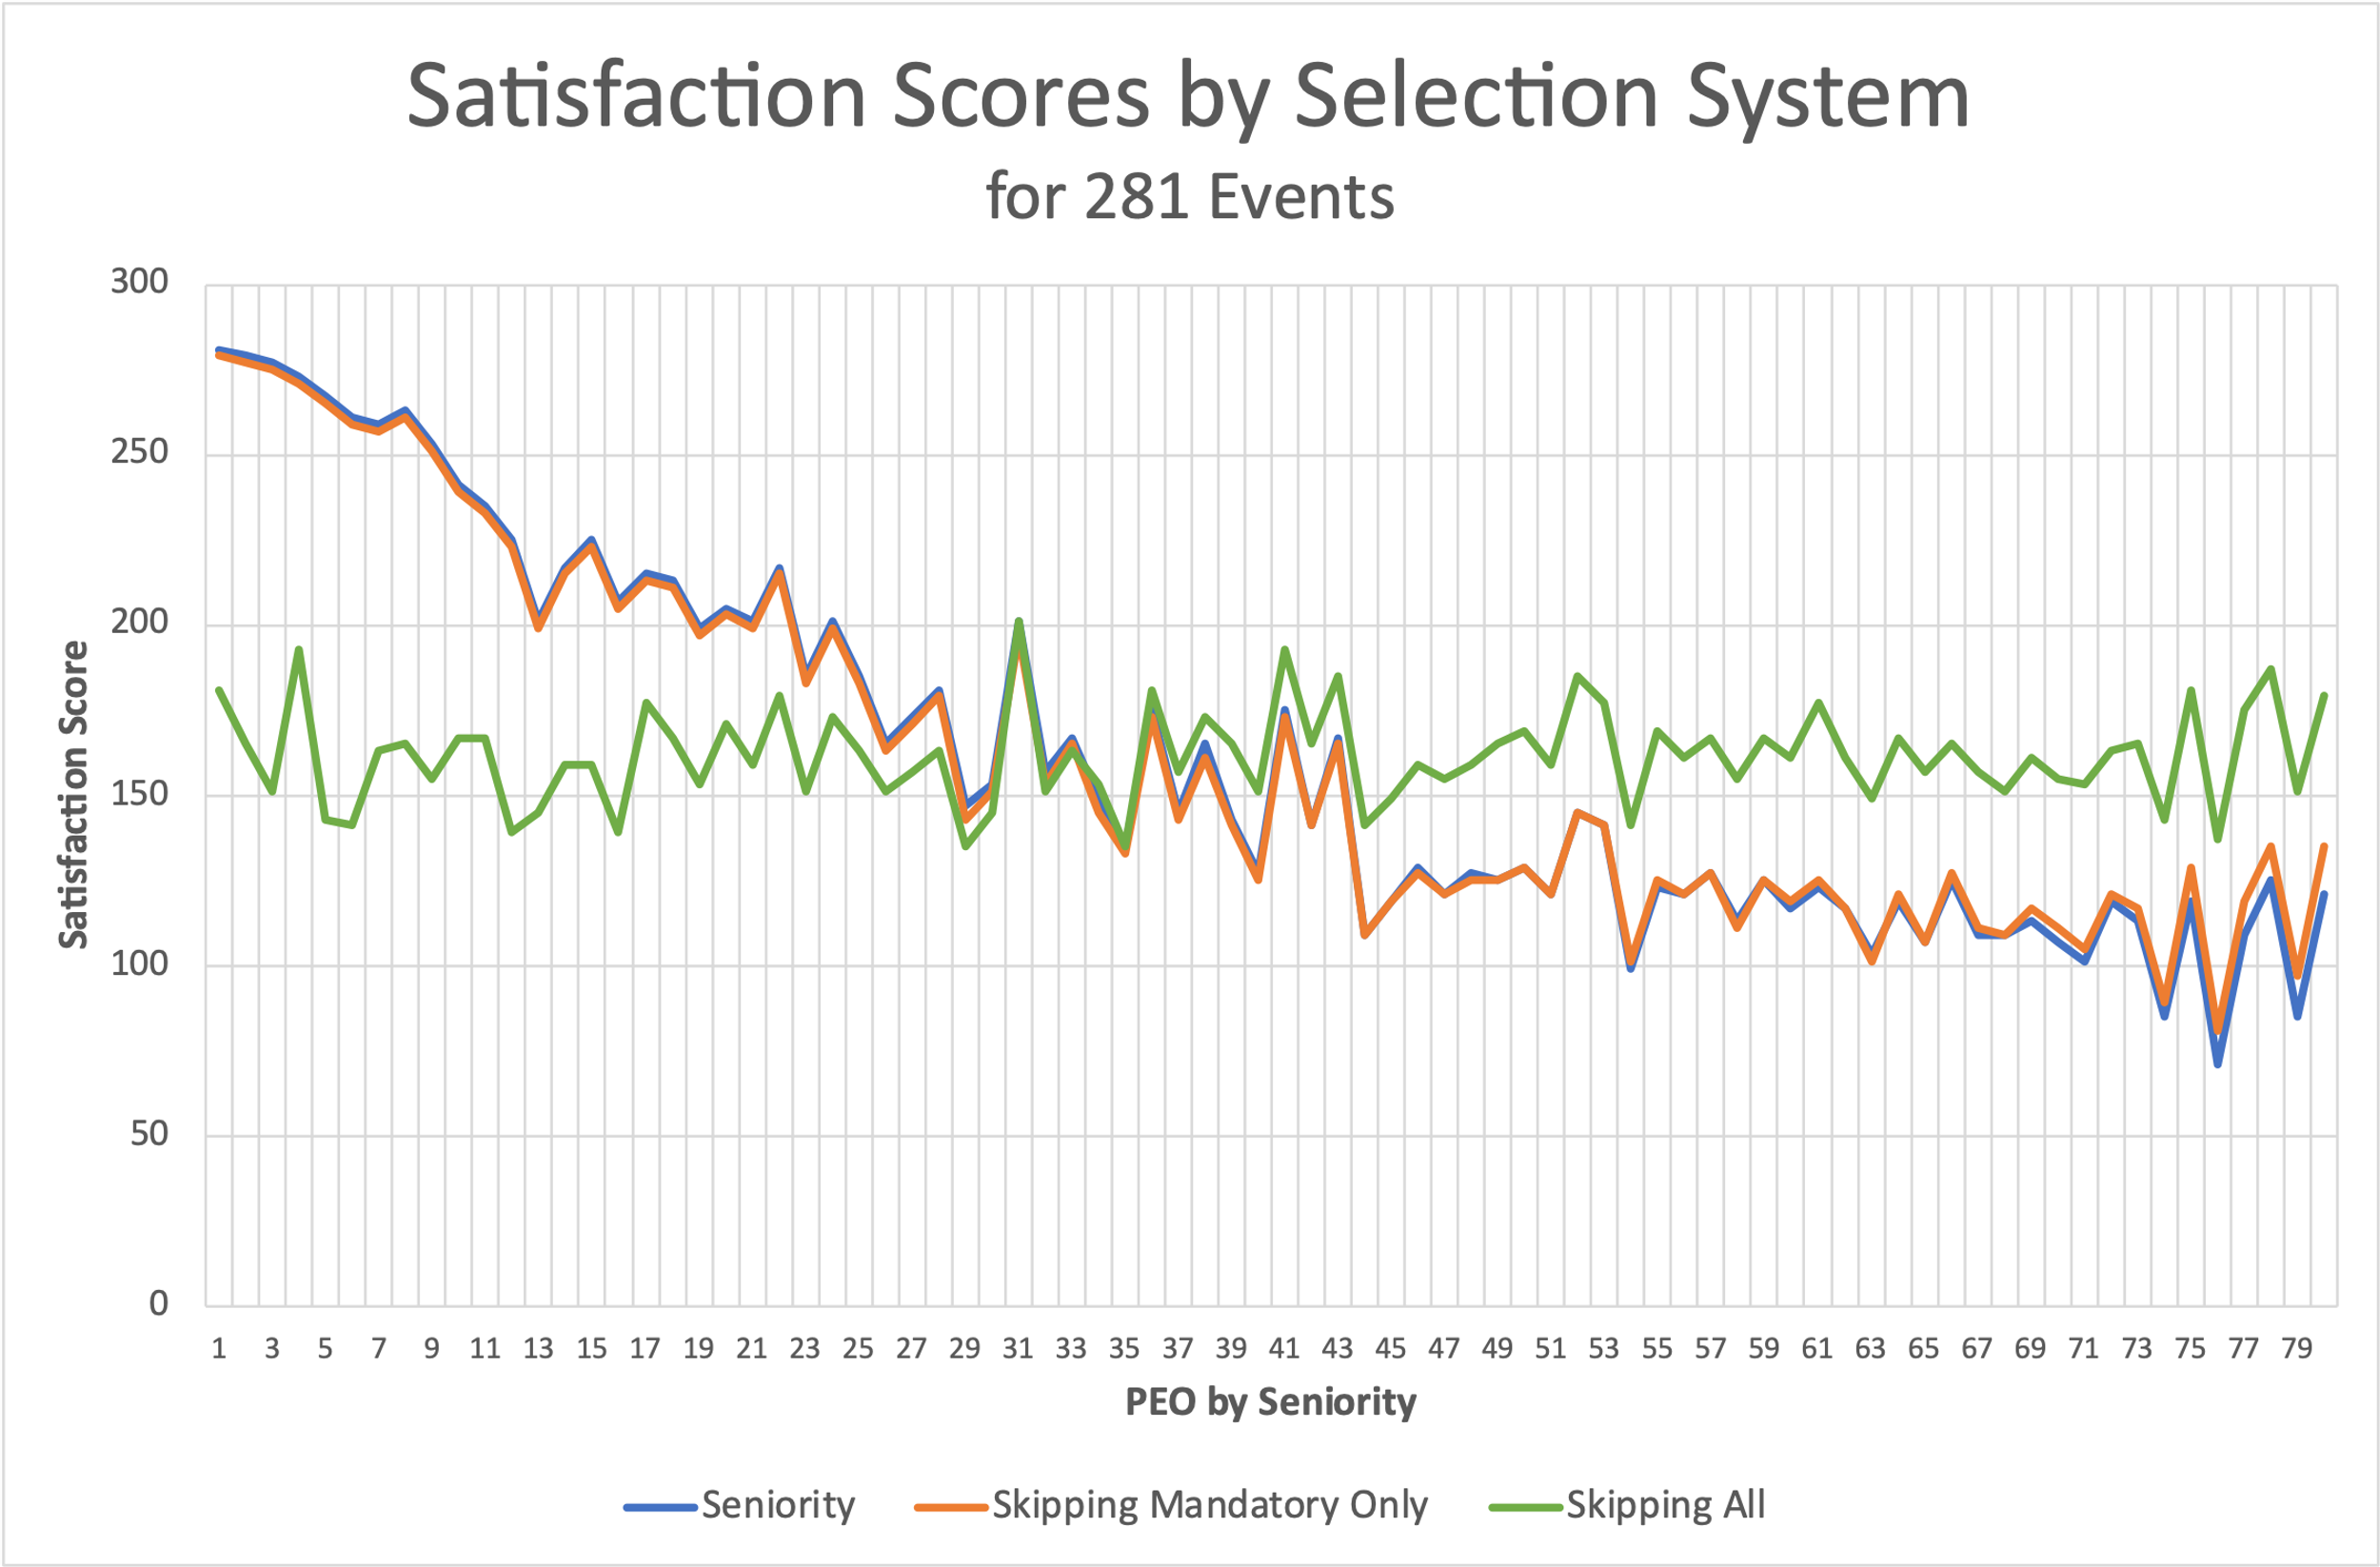 Satisfaction Scores by Selection System
for 281 Events
300
250
200
150
100
50
0
Satisfaction Score
1 3 5 7 9 11 13 15 17 19 21 23 25 27 29 31 33 35 37 39 41 43 45 47 49 51 53 55 57 59 61 63 65 67 69 71 73 75 77 79
PEO by Seniority
Seniority Skipping Mandatory Only Skipping All